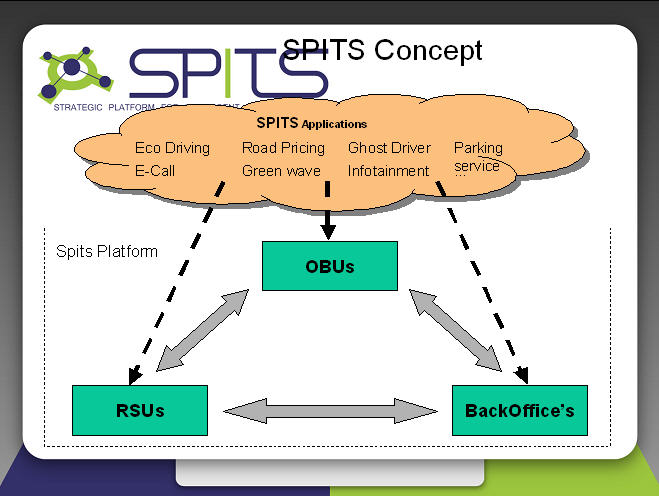 SPITS Concept
SPITS
STRATEGIC PLATFORM
SPITS Applications
Eco Driving Road Pricing Ghost Driver Parking
E-Call Green wave Infotainment service
...
Spits Platform
OBUs
RSUs
BackOffice's